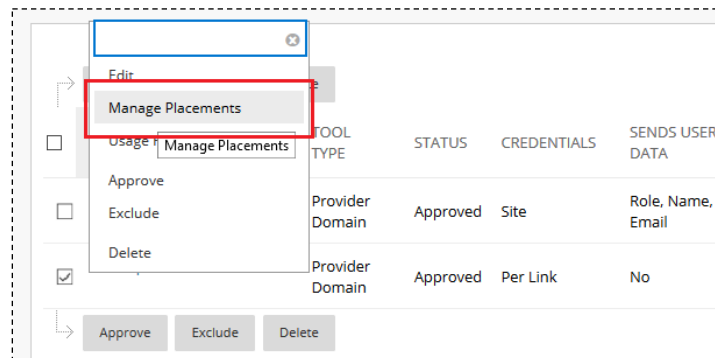 Edit
Manage Placements
Usage
Manage Placements
Approve
Exclude
Delete
TOOL TYPE
STATUS
CREDENTIALS
SENDS USER DATA
Provider Domain
Approved
Site
Role, Name, Email
Provider Domain
Approved
Per Link
No
Approve
Exclude
Delete